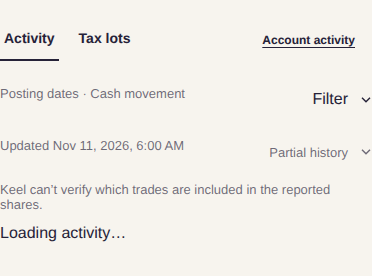 Activity Tax lots Account activity
Posting dates · Cash movement Filter
Updated Nov 11, 2026, 6:00 AM Partial history
Keel can’t verify which trades are included in the reported
shares.
Loading activity…